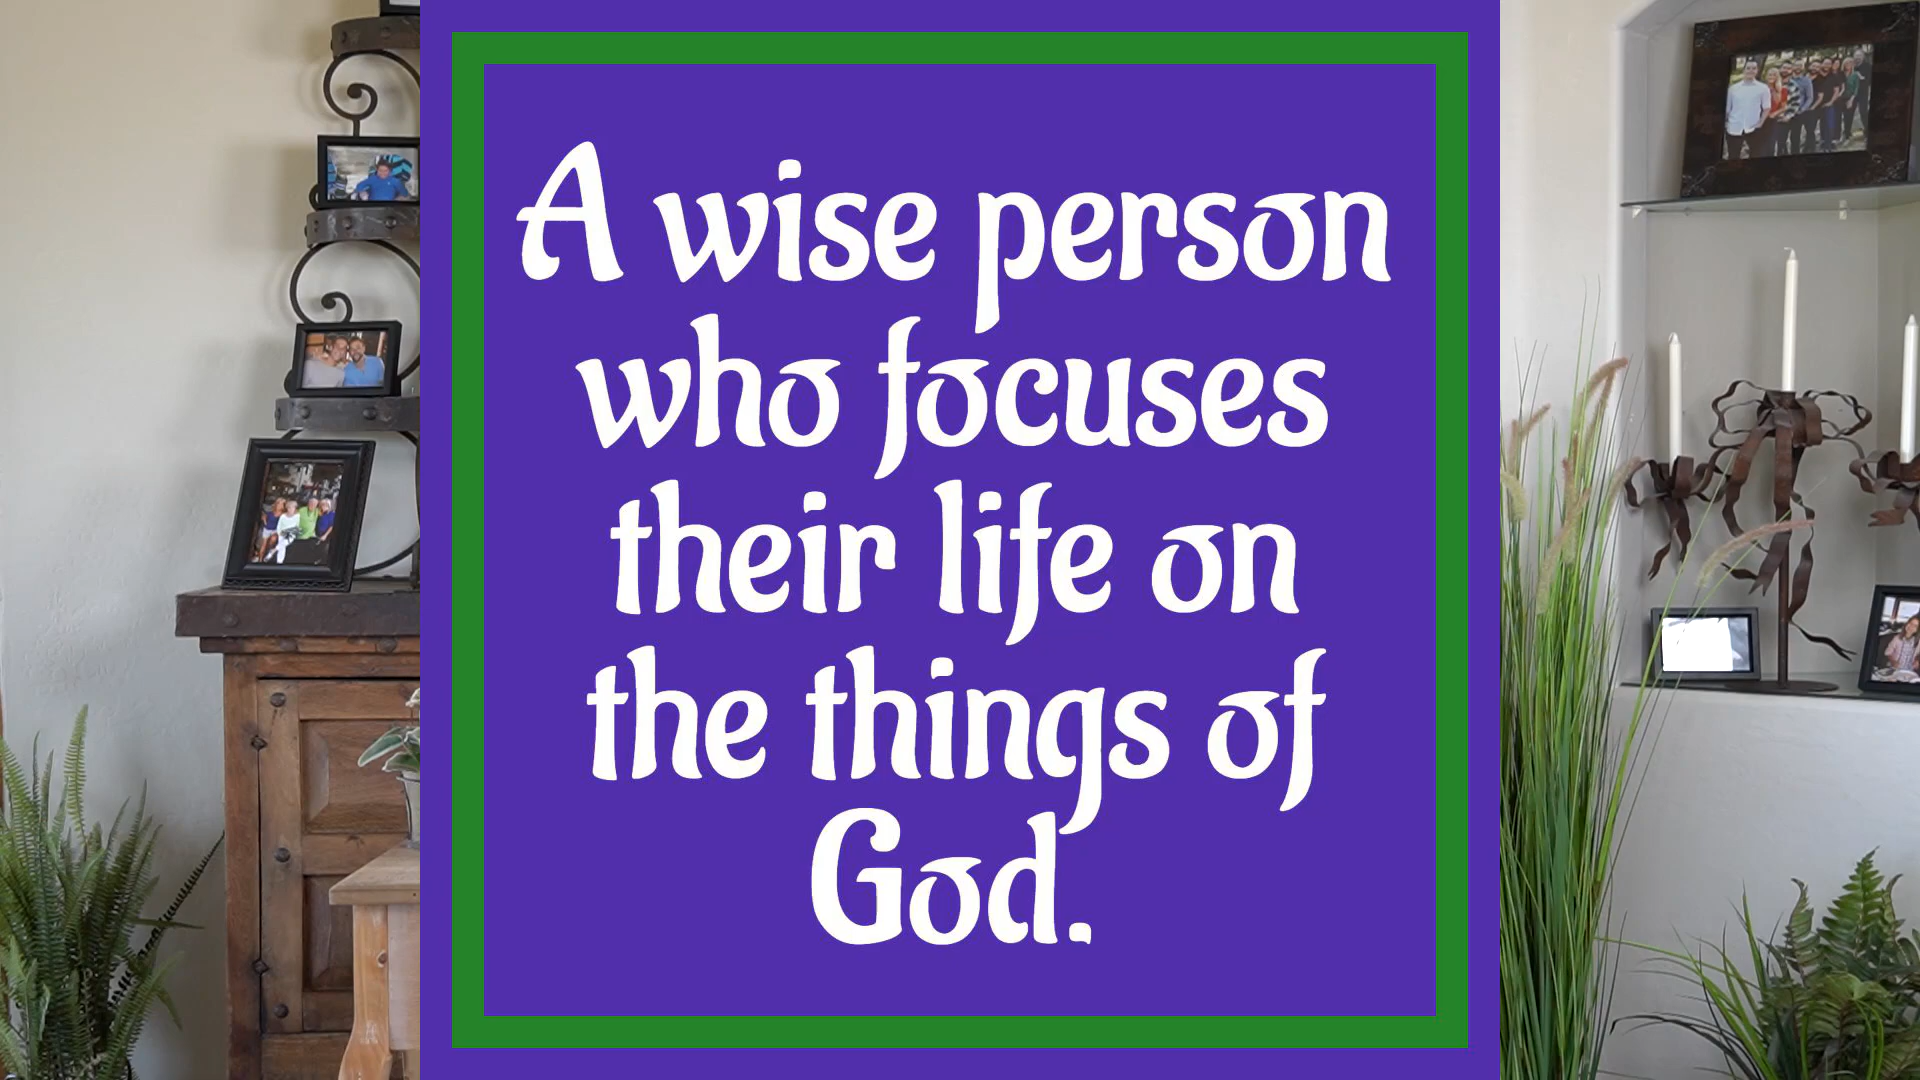 A wise person
who focuses
their life on
the things of
God.